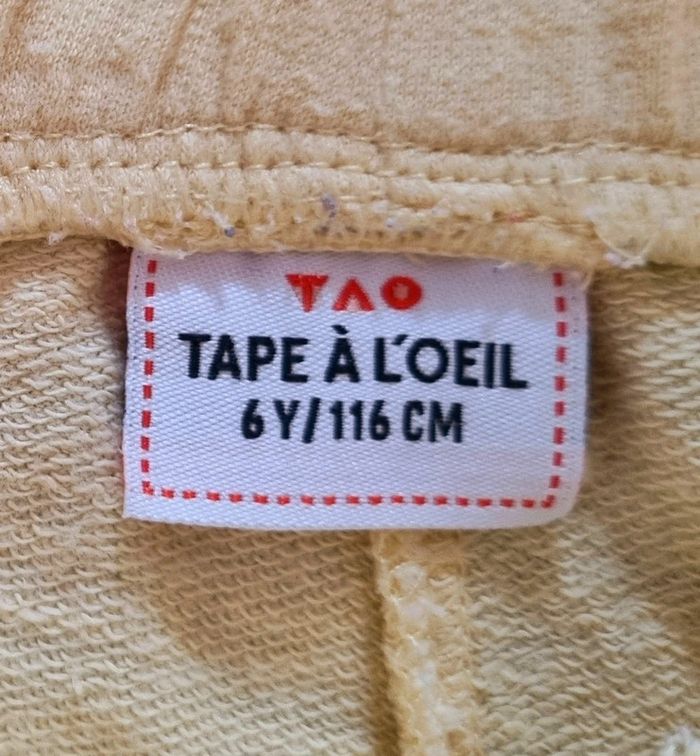 TAO
TAPE À L'OEIL
6 Y/116 CM